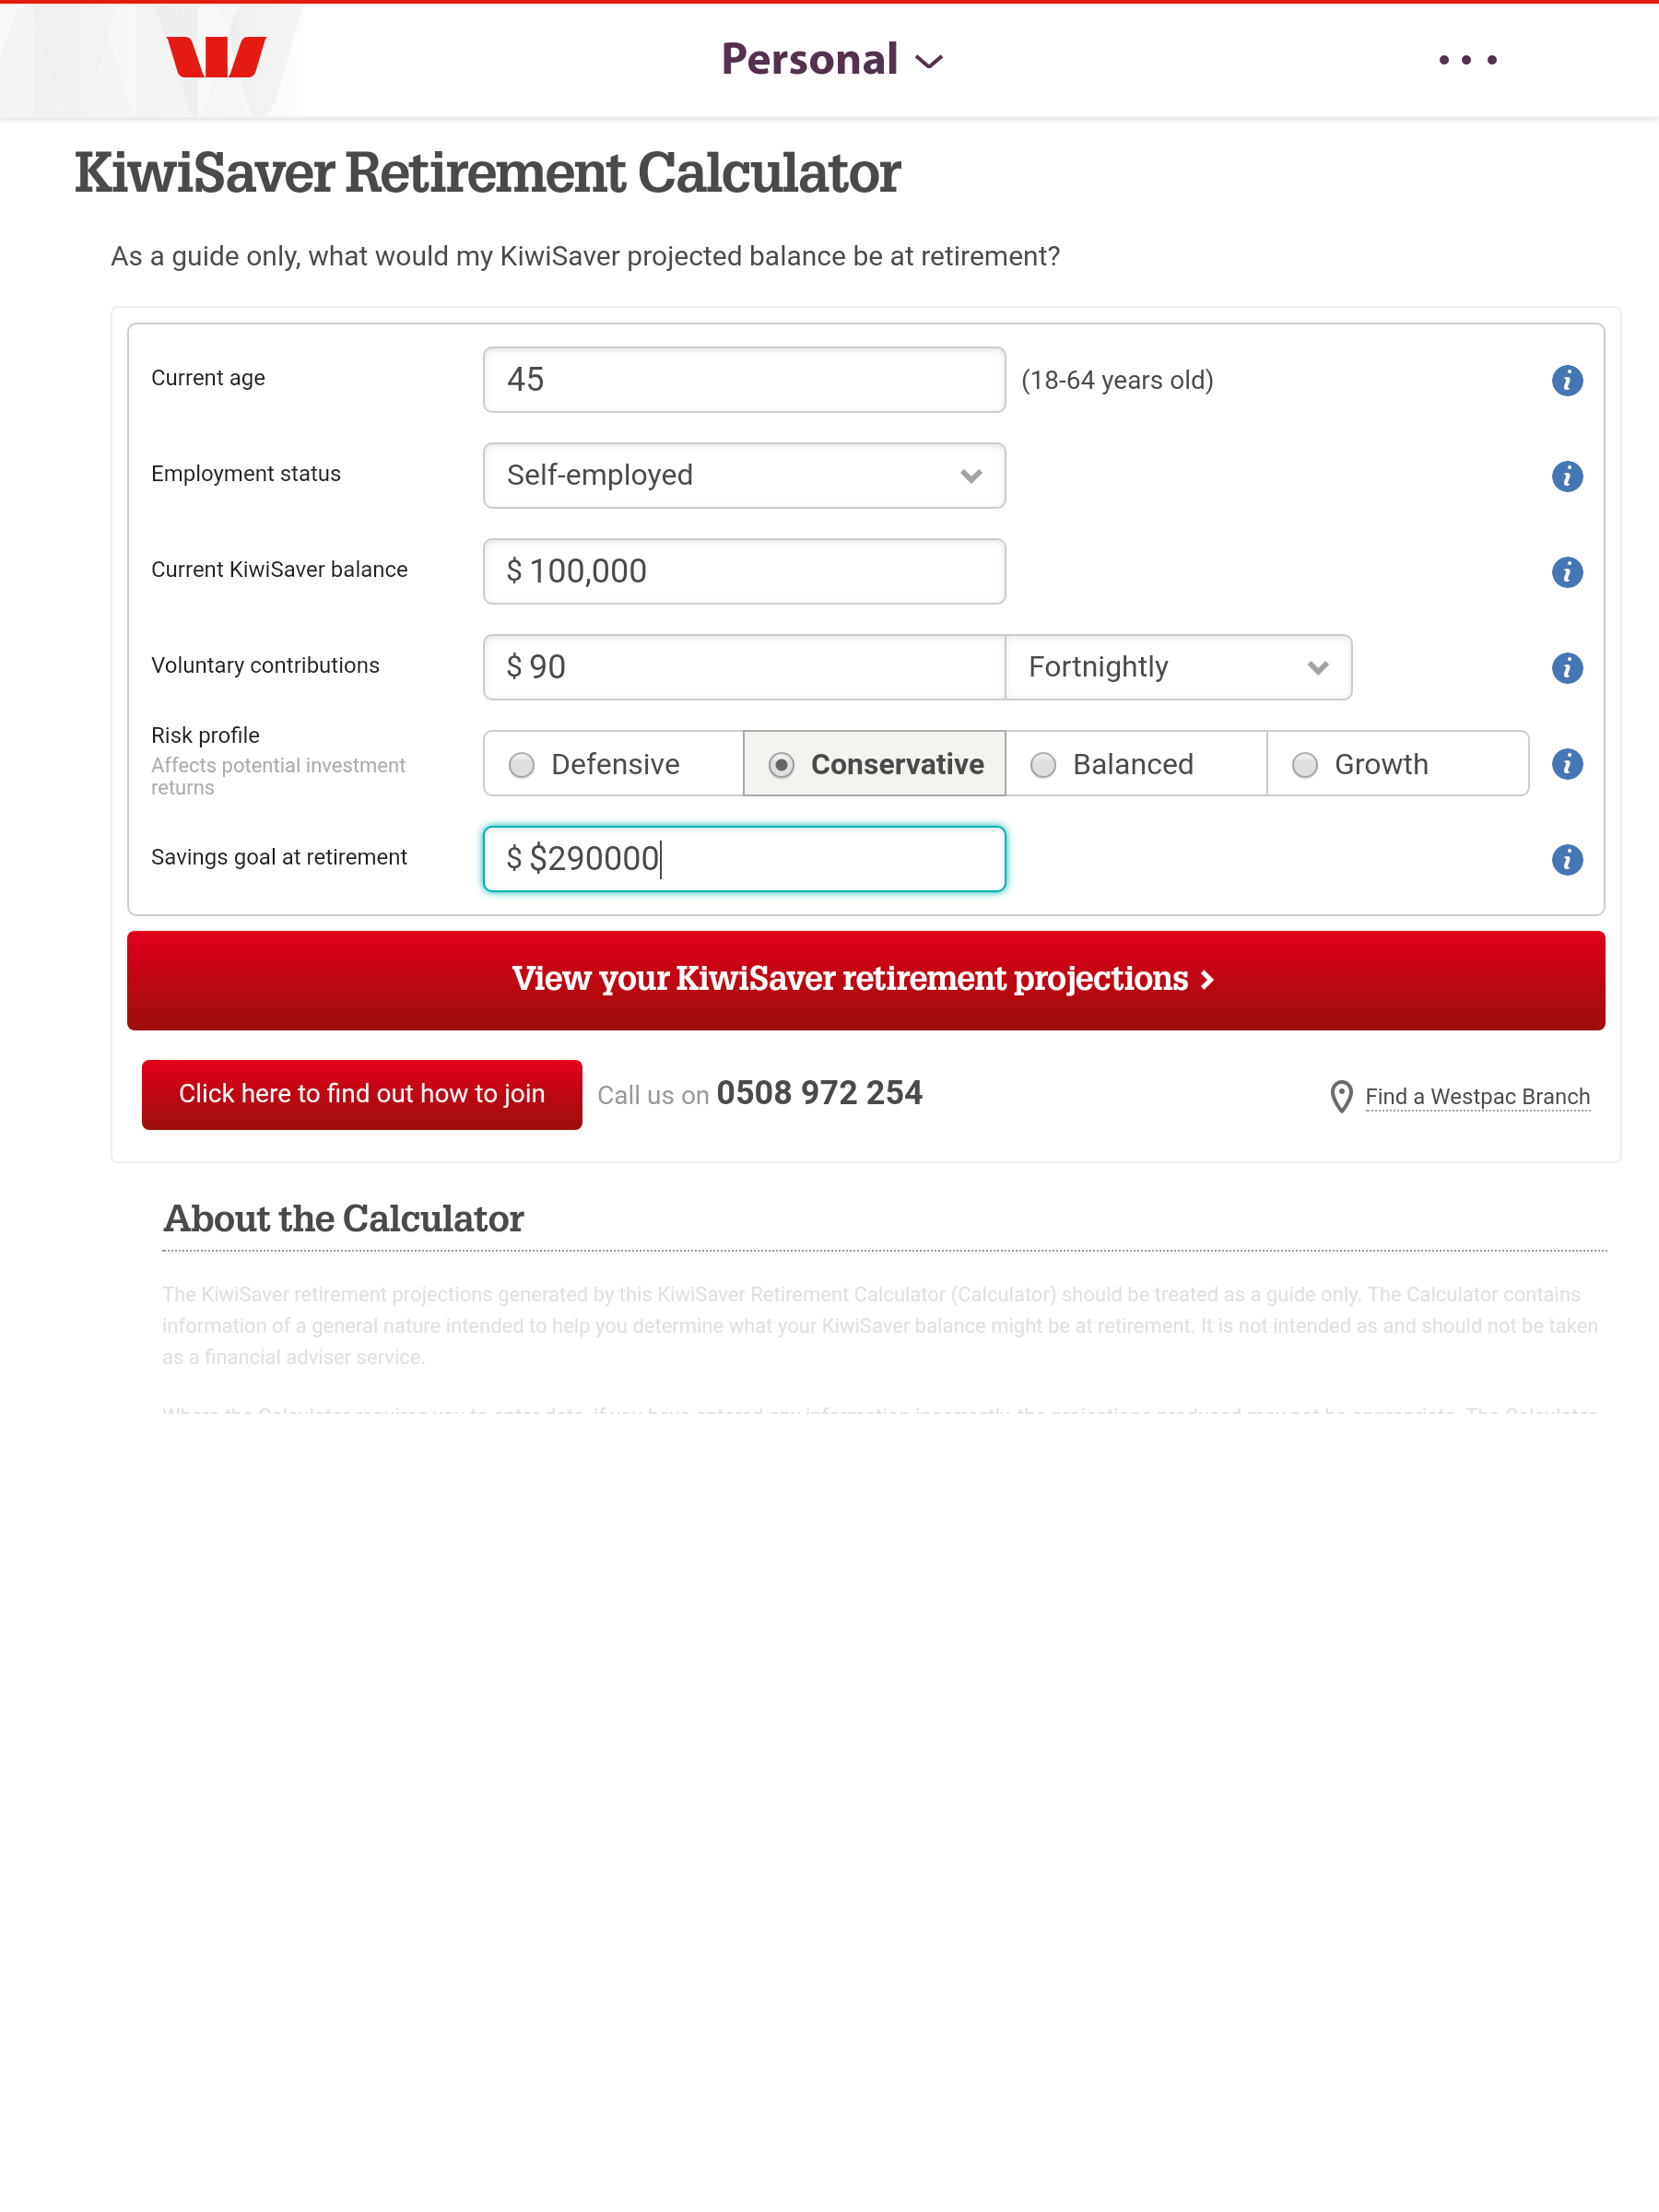 Personal
KiwiSaver Retirement Calculator
As a guide only, what would my KiwiSaver projected balance be at retirement?
Current age
45
(18-64 years old)
Employment status
Self-employed
Current KiwiSaver balance
$ 100,000
Voluntary contributions
$ 90
Fortnightly
Risk profile
Affects potential investment
returns
Defensive
Conservative
Balanced
Growth
Savings goal at retirement
$ $290000
View your KiwiSaver retirement projections
Click here to find out how to join
Call us on 0508 972 254
Find a Westpac Branch
About the Calculator
The KiwiSaver retirement projections generated by this KiwiSaver Retirement Calculator (Calculator) should be treated as a guide only. The Calculator contains
information of a general nature intended to help you determine what your KiwiSaver balance might be at retirement. It is not intended as and should not be taken
as a financial adviser service.